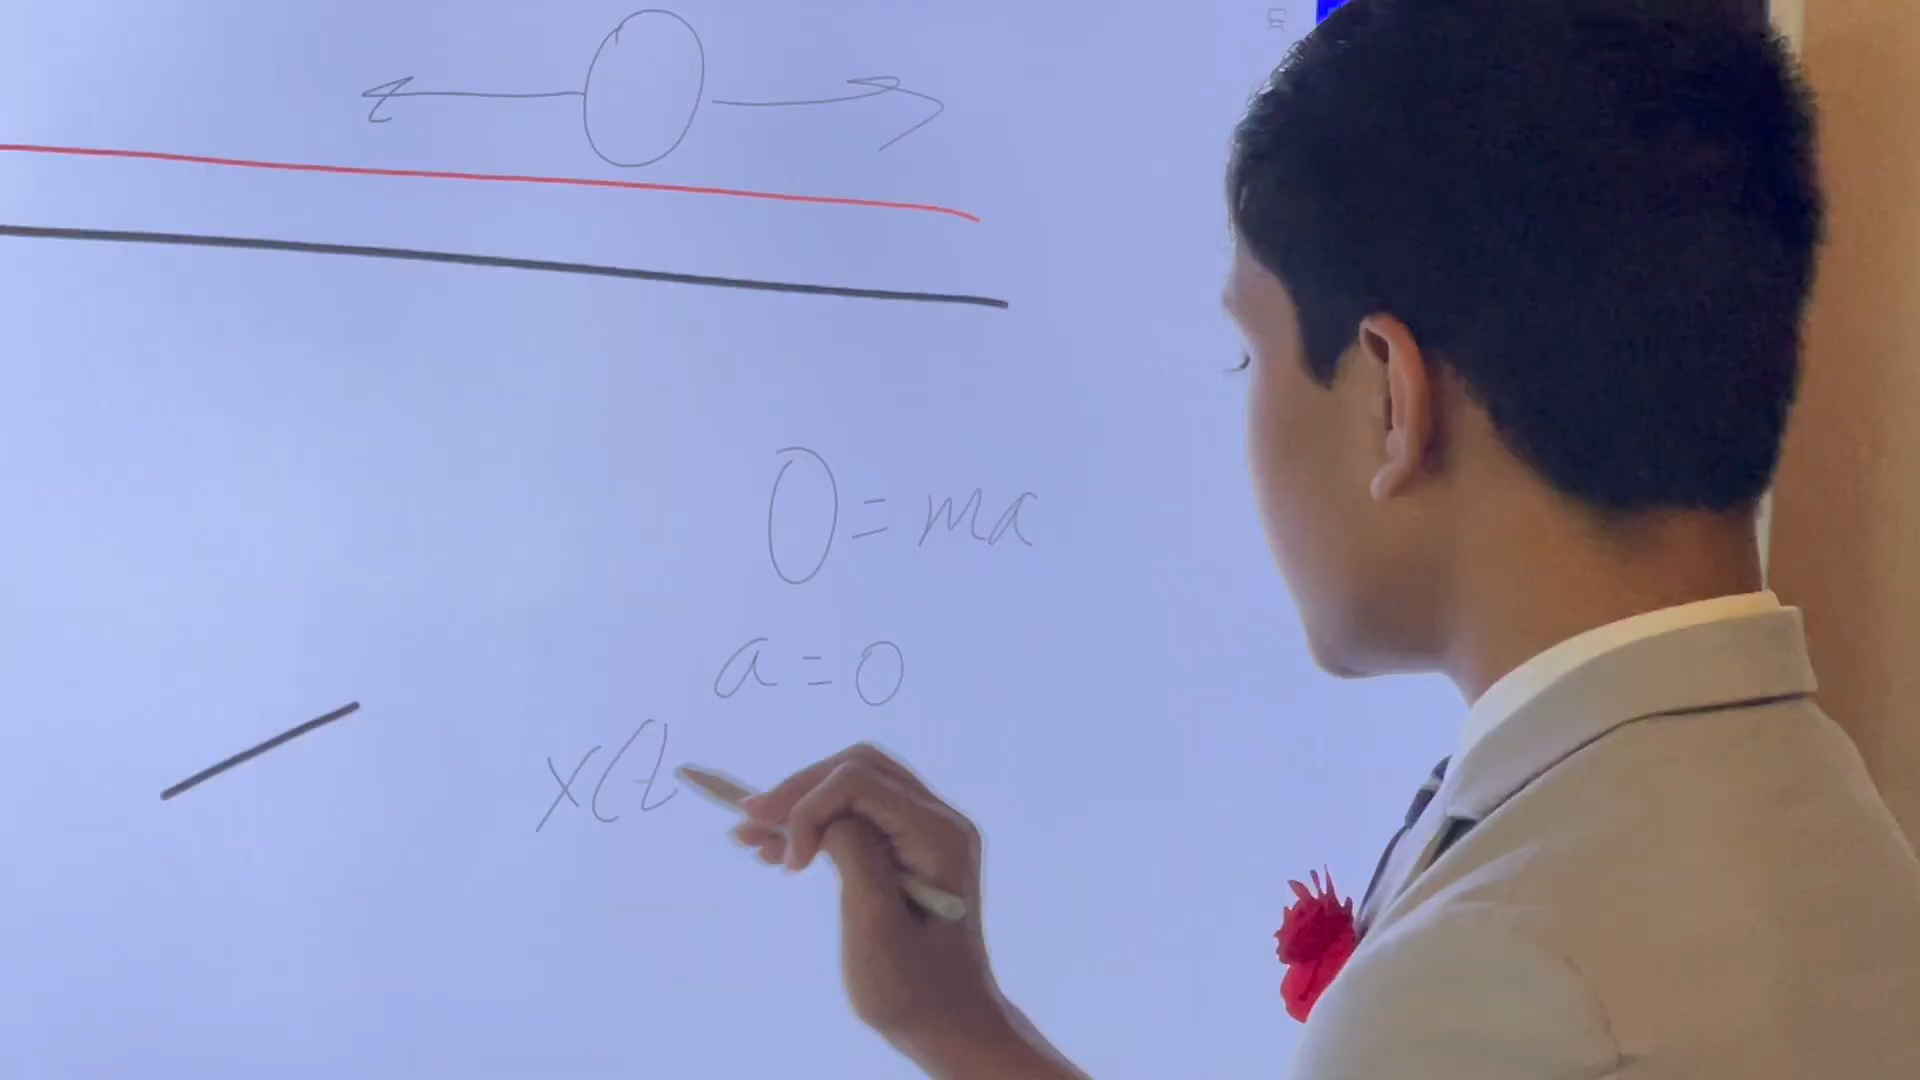 0 = ma
a = 0
x(t